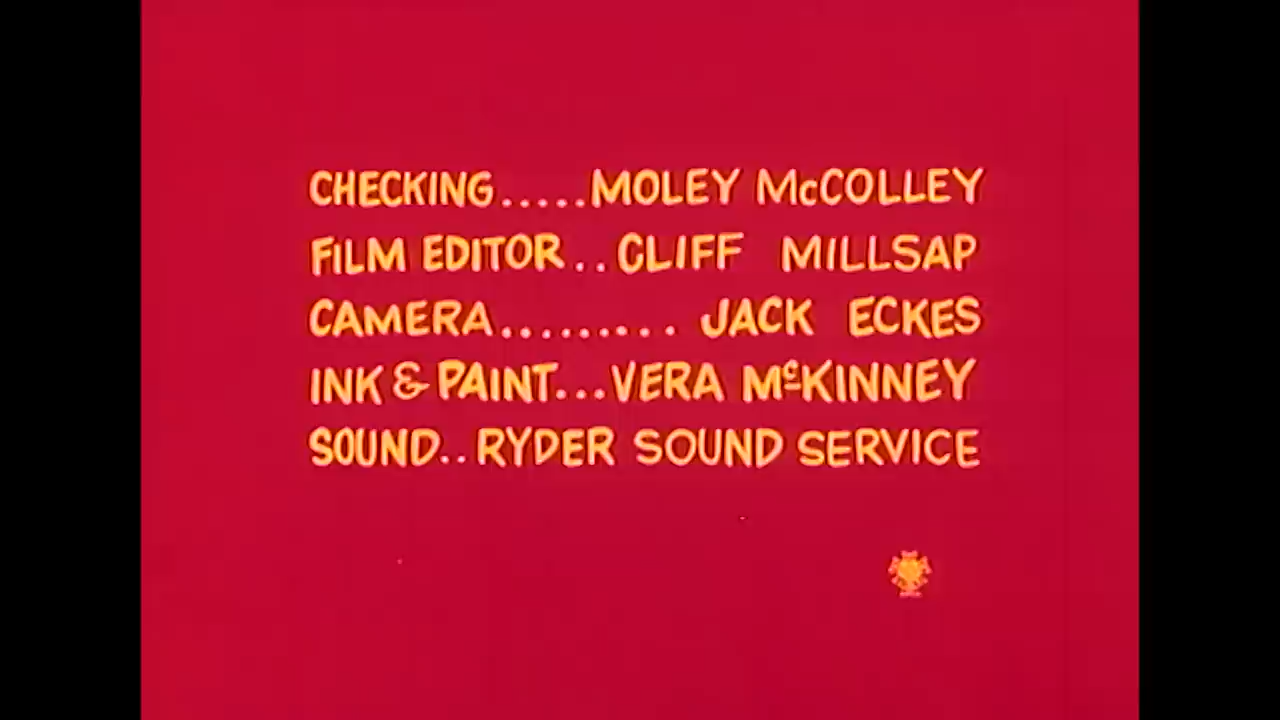 CHECKING.....MOLEY McCOLLEY
FILM EDITOR..CLIFF MILLSAP
CAMERA......... JACK ECKES
INK & PAINT...VERA McKINNEY
SOUND..RYDER SOUND SERVICE